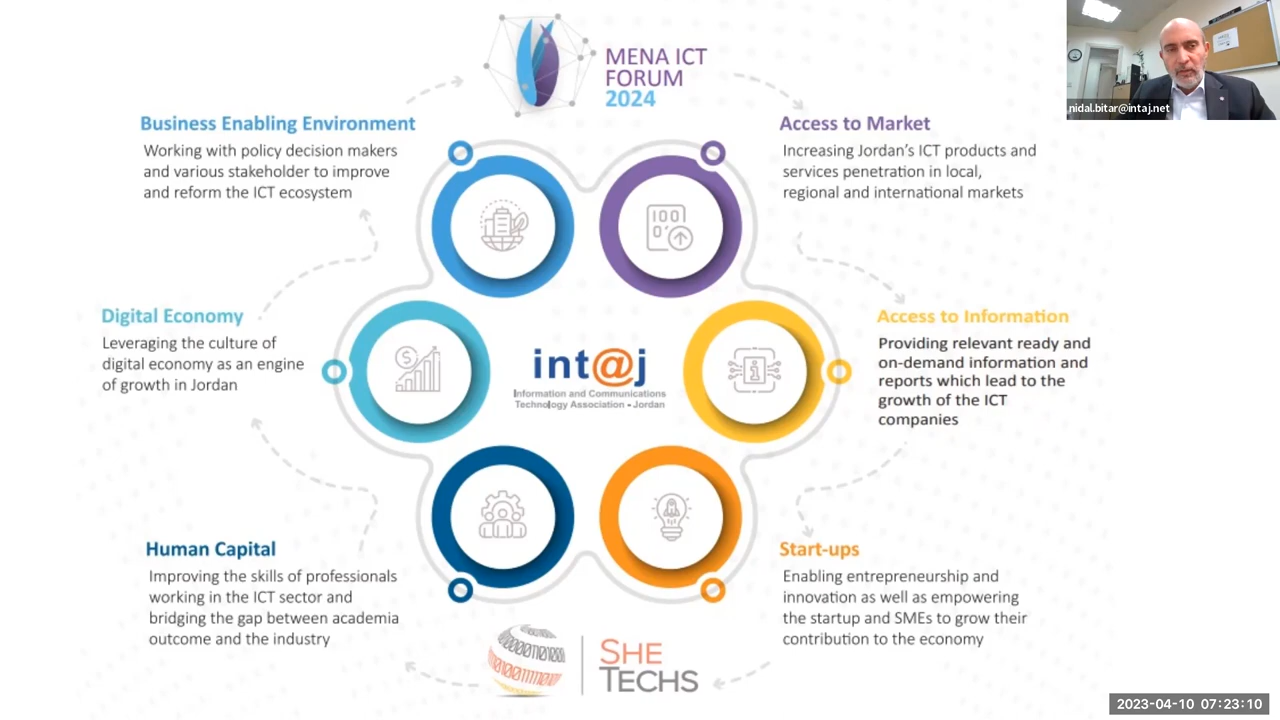 MENA ICT
FORUM
2024
nidal.bitar@intaj.net
Business Enabling Environment
Working with policy decision makers
and various stakeholder to improve
and reform the ICT ecosystem
Access to Market
Increasing Jordan's ICT products and
services penetration in local,
regional and international markets
Digital Economy
Leveraging the culture of
digital economy as an engine
of growth in Jordan
int@j
Information and Communications
Technology Association - Jordan
Access to Information
Providing relevant ready and
on-demand information and
reports which lead to the
growth of the ICT
companies
Human Capital
Improving the skills of professionals
working in the ICT sector and
bridging the gap between academia
outcome and the industry
Start-ups
Enabling entrepreneurship and
innovation as well as empowering
the startup and SMEs to grow their
contribution to the economy
SHE
TECHS
2023-04-10 07:23:10